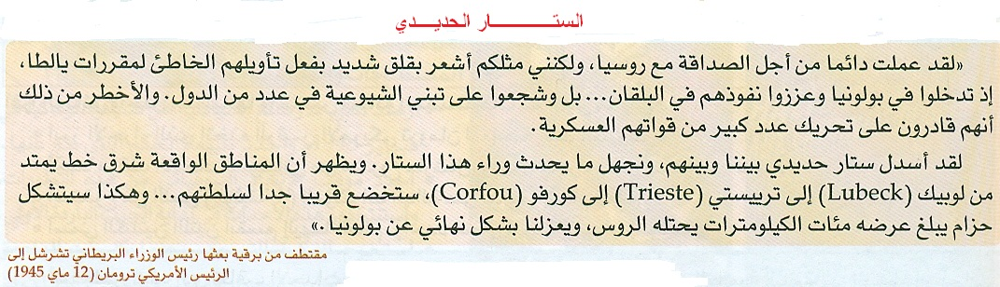 الستــــــــار الحديــدي
«لقد عملت دائما من أجل الصداقة مع روسيا، ولكنني مثلكم أشعر بقلق شديد بفعل تأويلهم الخاطئ لمقررات يالطا،
إذ تدخلوا في بولونيا وعززوا نفوذهم في البلقان... بل وشجعوا على تبني الشيوعية في عدد من الدول. والأخطر من ذلك
أنهم قادرون على تحريك عدد كبير من قواتهم العسكرية.
لقد أسدل ستار حديدي بيننا وبينهم، ونجهل ما يحدث وراء هذا الستار. ويظهر أن المناطق الواقعة شرق خط يمتد
من لوبيك (Lubeck) إلى ترييستي (Trieste) إلى كورفو (Corfou)، ستخضع قريبا جدا لسلطتهم... وهكذا سيتشكل
حزام يبلغ عرضه مئات الكيلومترات يحتله الروس، ويعزلنا بشكل نهائي عن بولونيا.»
مقتطف من برقية بعثها رئيس الوزراء البريطاني تشرشل إلى
الرئيس الأمريكي ترومان (12 ماي 1945)